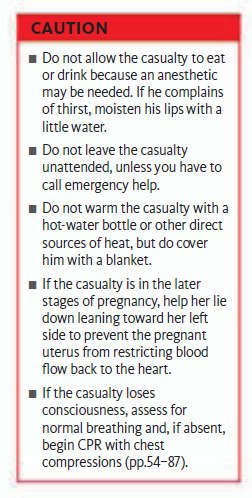 CAUTION
■ Do not allow the casualty to eat
or drink because an anesthetic
may be needed. If he complains
of thirst, moisten his lips with a
little water.
■ Do not leave the casualty
unattended, unless you have to
call emergency help.
■ Do not warm the casualty with a
hot-water bottle or other direct
sources of heat, but do cover
him with a blanket.
■ If the casualty is in the later
stages of pregnancy, help her lie
down leaning toward her left
side to prevent the pregnant
uterus from restricting blood
flow back to the heart.
■ If the casualty loses
consciousness, assess for
normal breathing and, if absent,
begin CPR with chest
compressions (pp.54–87).